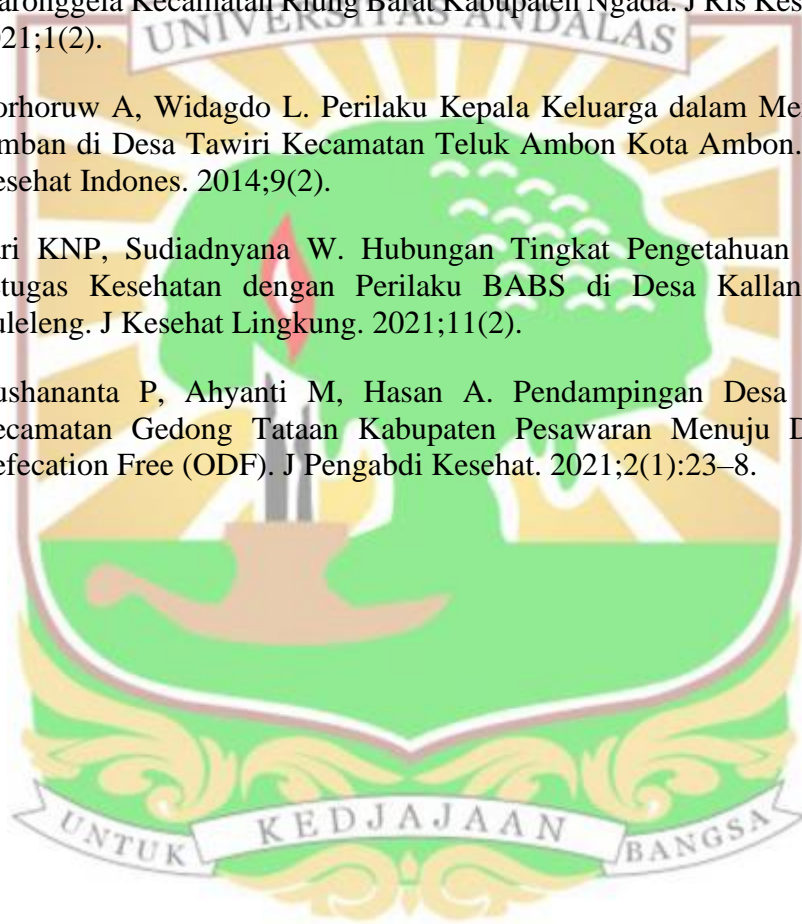 aronggela Kecamatan Riung Barat Kabupaten Ngada. J Ris Kes
021;1(2).
UNIVERSITAS ANDALAS
orhoruw A, Widagdo L. Perilaku Kepala Keluarga dalam Me
mban di Desa Tawiri Kecamatan Teluk Ambon Kota Ambon.
esehat Indones. 2014;9(2).
ri KNP, Sudiadnyana W. Hubungan Tingkat Pengetahuan
tugas Kesehatan dengan Perilaku BABS di Desa Kallan
uleleng. J Kesehat Lingkung. 2021;11(2).
ushananta P, Ahyanti M, Hasan A. Pendampingan Desa
ecamatan Gedong Tataan Kabupaten Pesawaran Menuju D
efecation Free (ODF). J Pengabdi Kesehat. 2021;2(1):23–8.
UNTUK KEDJAJAAN BANGSA